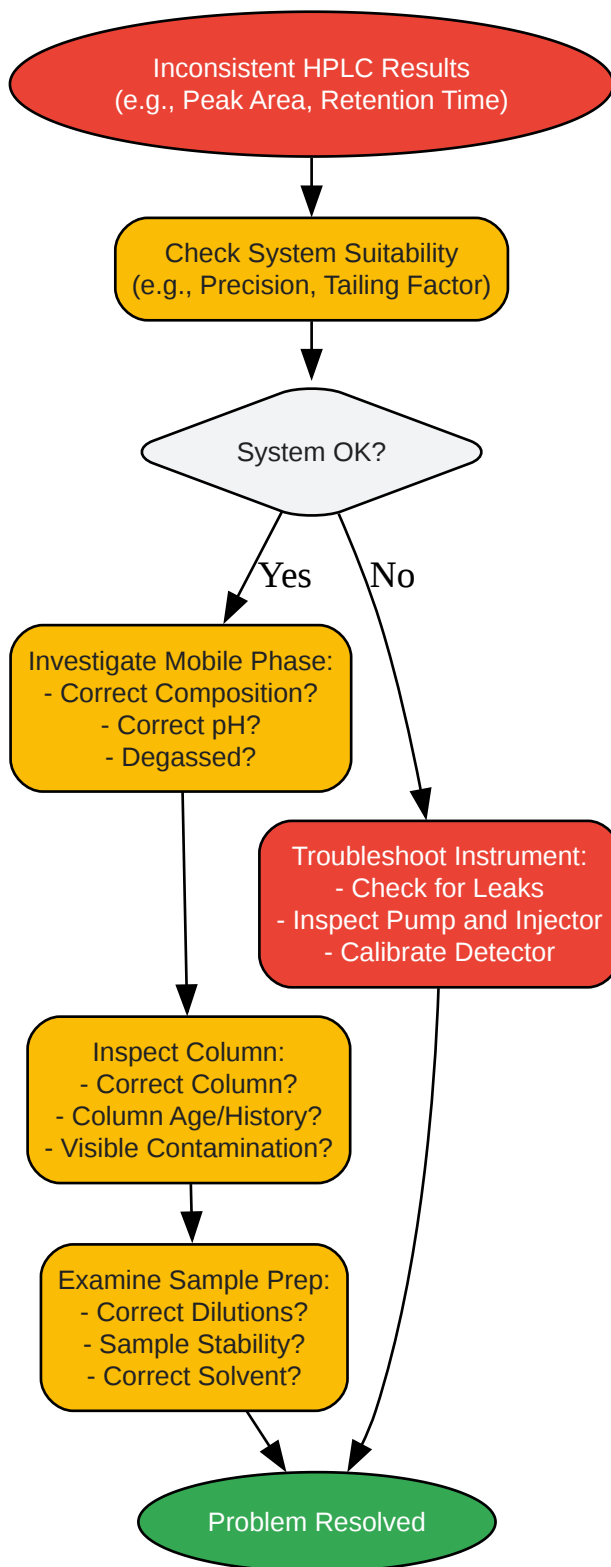 Inconsistent HPLC Results
(e.g., Peak Area, Retention Time)
Check System Suitability
(e.g., Precision, Tailing Factor)
System OK?
Yes
No
Investigate Mobile Phase:
- Correct Composition?
- Correct pH?
- Degassed?
Troubleshoot Instrument:
- Check for Leaks
- Inspect Pump and Injector
- Calibrate Detector
Inspect Column:
- Correct Column?
- Column Age/History?
- Visible Contamination?
Examine Sample Prep:
- Correct Dilutions?
- Sample Stability?
- Correct Solvent?
Problem Resolved